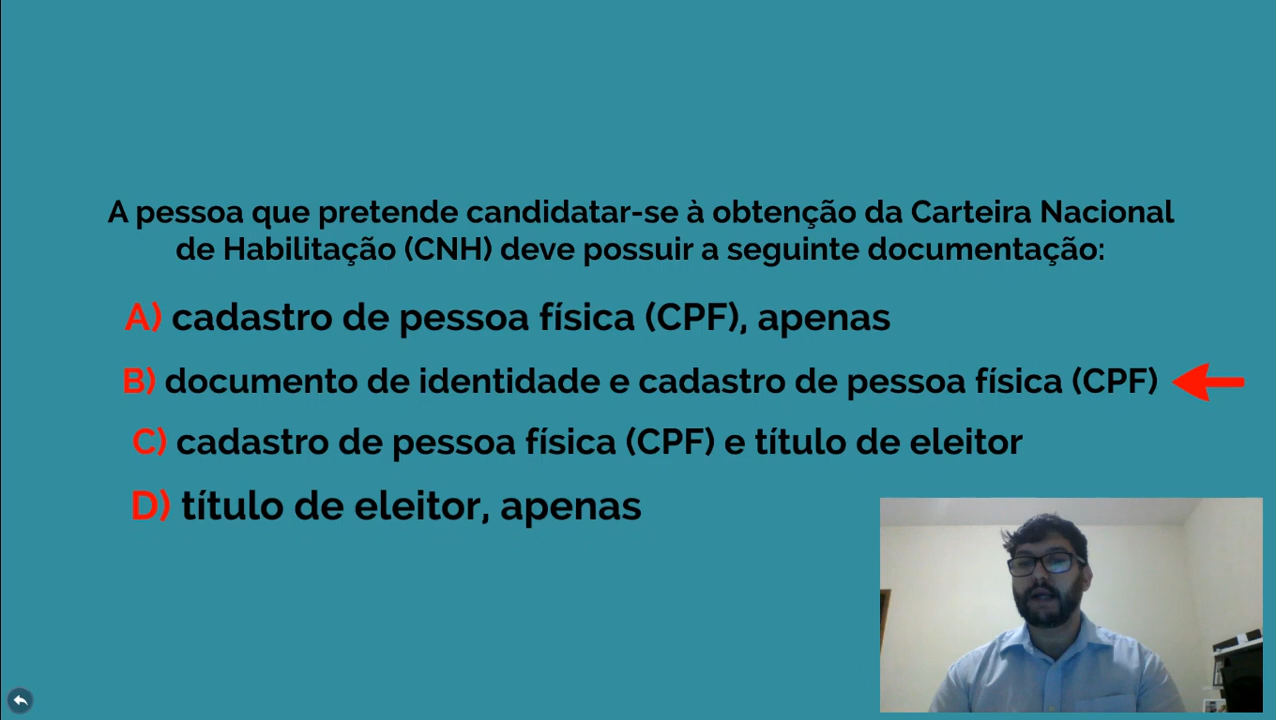 A pessoa que pretende candidatar-se à obtenção da Carteira Nacional
de Habilitação (CNH) deve possuir a seguinte documentação:
A) cadastro de pessoa física (CPF), apenas
B) documento de identidade e cadastro de pessoa física (CPF)
C) cadastro de pessoa física (CPF) e título de eleitor
D) título de eleitor, apenas